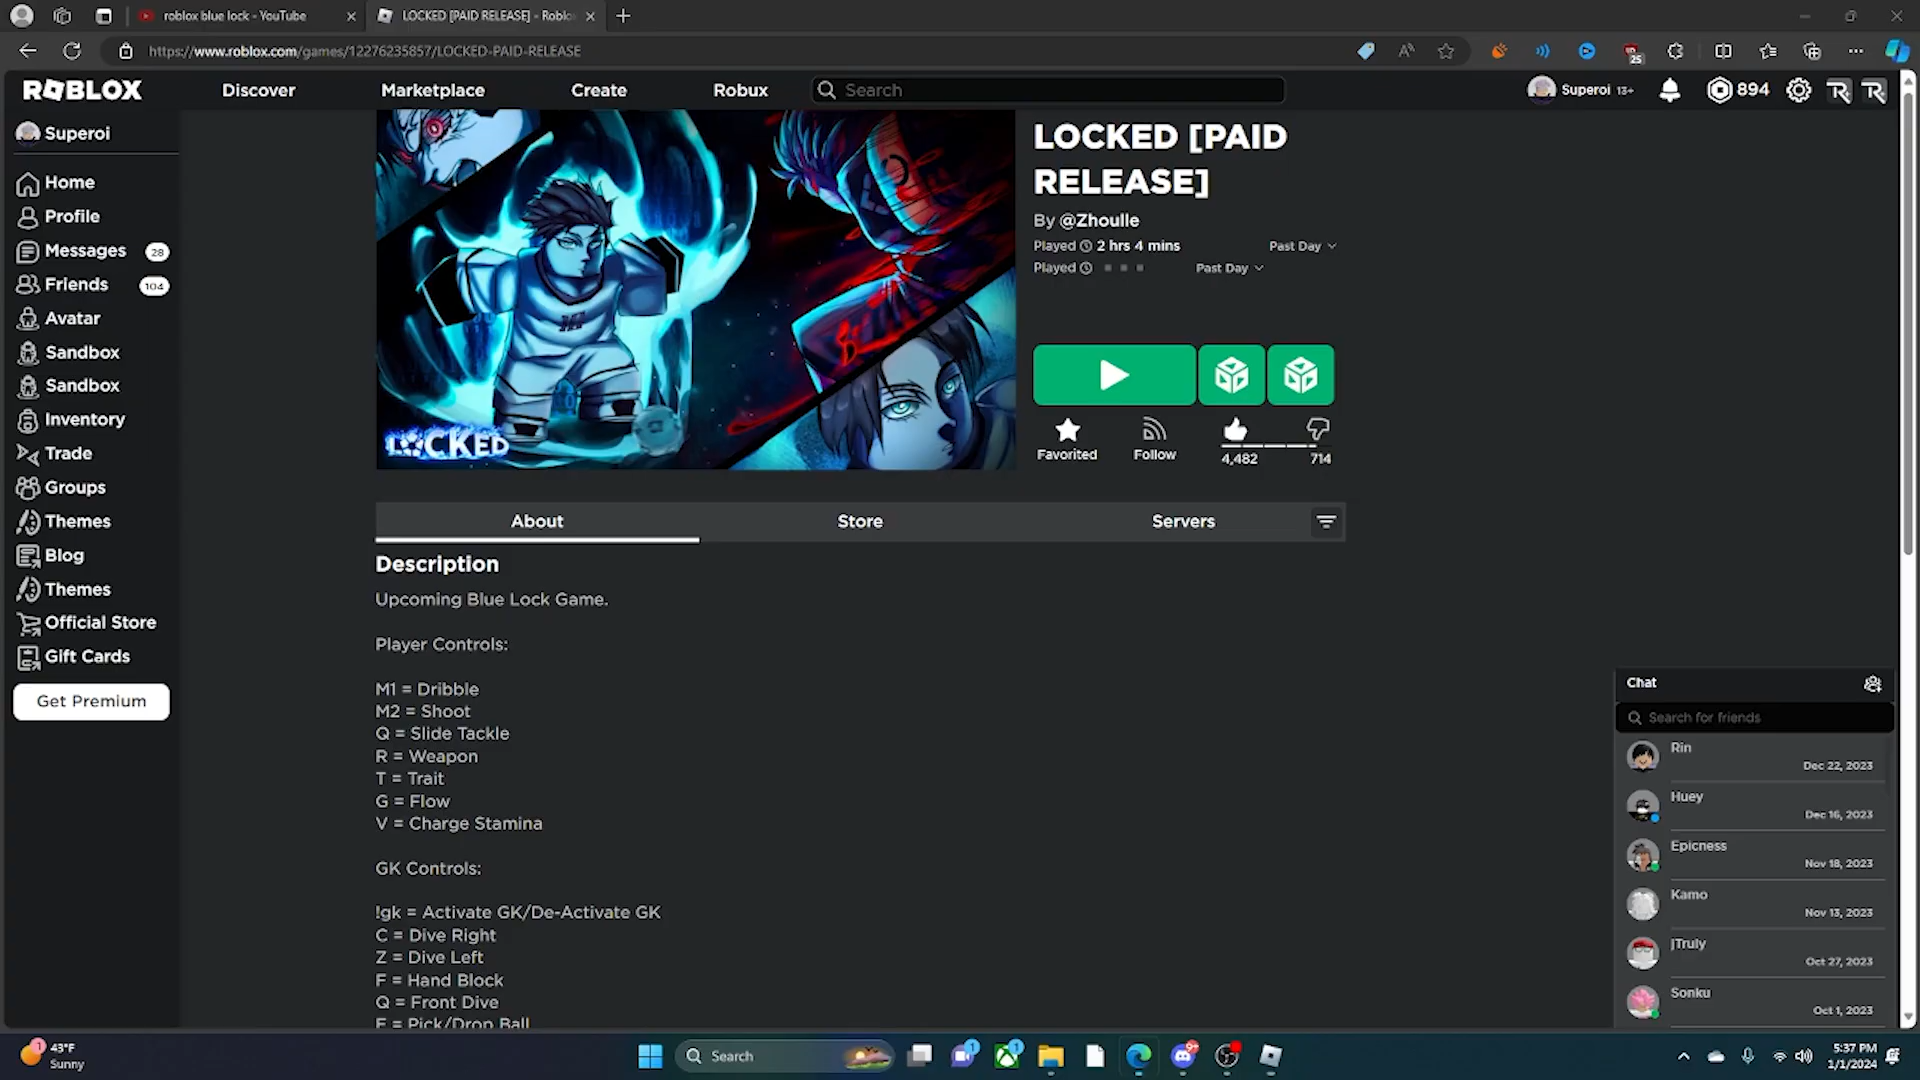 roblox blue lock - YouTube
LOCKED [PAID RELEASE] - Roblo
https://www.roblox.com/games/12276235857/LOCKED-PAID-RELEASE
25
ROBLOX
Discover
Marketplace
Create
Robux
Search
Superoi 13+
894
Superoi
Home
Profile
Messages 28
Friends 104
Avatar
Sandbox
Sandbox
Inventory
Trade
Groups
Themes
Blog
Themes
Official Store
Gift Cards
Get Premium
LOCKED
LOCKED [PAID
RELEASE]
By @Zhoulle
Played 2 hrs 4 mins Past Day
Played Past Day
Favorited
Follow
4,482
714
About
Store
Servers
Description
Upcoming Blue Lock Game.
Player Controls:
M1 = Dribble
M2 = Shoot
Q = Slide Tackle
R = Weapon
T = Trait
G = Flow
V = Charge Stamina
GK Controls:
!gk = Activate GK/De-Activate GK
C = Dive Right
Z = Dive Left
F = Hand Block
Q = Front Dive
E = Pick/Drop Ball
Chat
Search for friends
Rin
Dec 22, 2023
Huey
Dec 16, 2023
Epicness
Nov 18, 2023
Kamo
Nov 13, 2023
JTruly
Oct 27, 2023
Sonku
Oct 1, 2023
1
43°F
Sunny
Search
1
1
9+
5:37 PM
1/1/2024